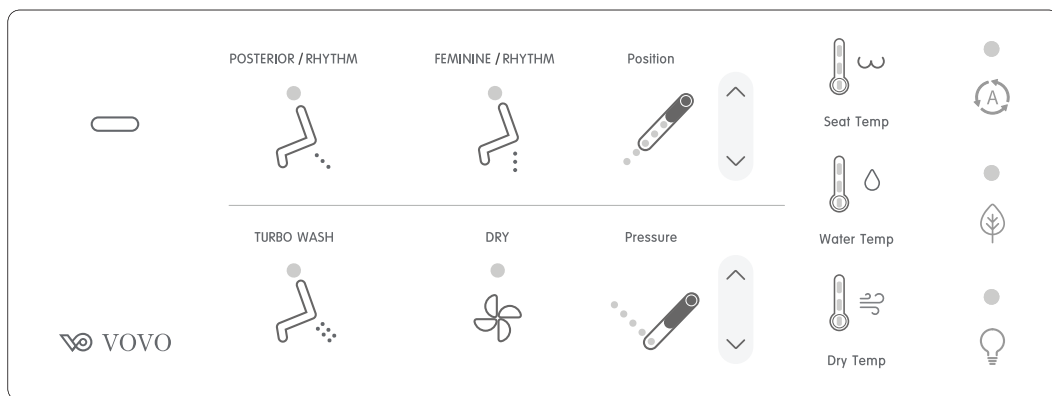 POSTERIOR / RHYTHM
FEMININE / RHYTHM
Position
Seat Temp
A
Water Temp
TURBO WASH
DRY
Pressure
Dry Temp
VOVO